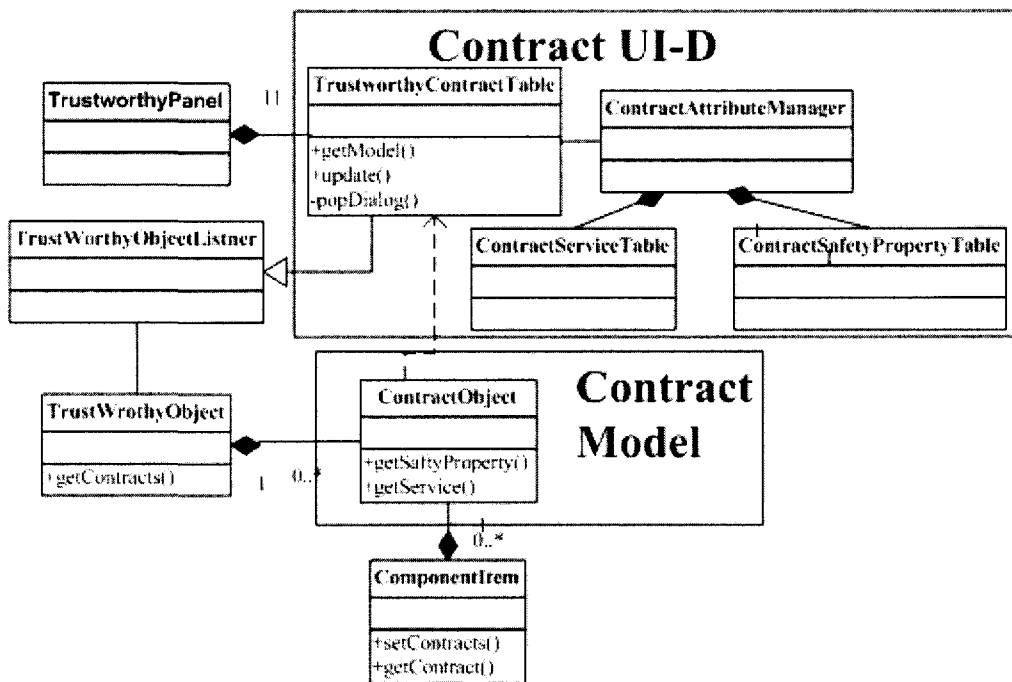 Contract UI-D
TrustworthyPanel
11
TrustworthyContractTable
+getModel()
+update()
-popDialog()
ContractAttributeManager
TrustWorthyObjectListner
ContractServiceTable
ContractSafetyPropertyTable
Contract
Model
TrustWrothyObject
+getContracts()
1
0..*
ContractObject
+getSaftyProperty()
+getService()
0..*
ComponentItem
+setContracts()
+getContract()